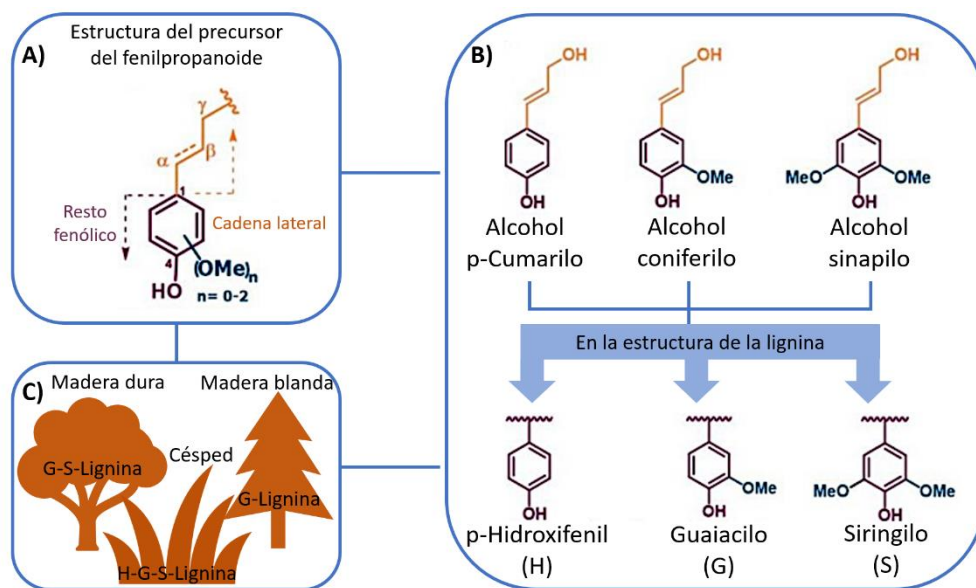 A)
Estructura del precursor
del fenilpropanoide
γ
α
β
1
Resto
fenólico
Cadena lateral
4
(OMe)n
HO
n= 0-2
B)
OH
OH
OH
OMe
MeO
OMe
OH
OH
OH
Alcohol
p-Cumarilo
Alcohol
coniferilo
Alcohol
sinapilo
En la estructura de la lignina
OH
OMe
OH
MeO
OMe
OH
p-Hidroxifenil
(H)
Guaiacilo
(G)
Siringilo
(S)
C)
Madera dura
Madera blanda
Césped
G-S-Lignina
G-Lignina
H-G-S-Lignina